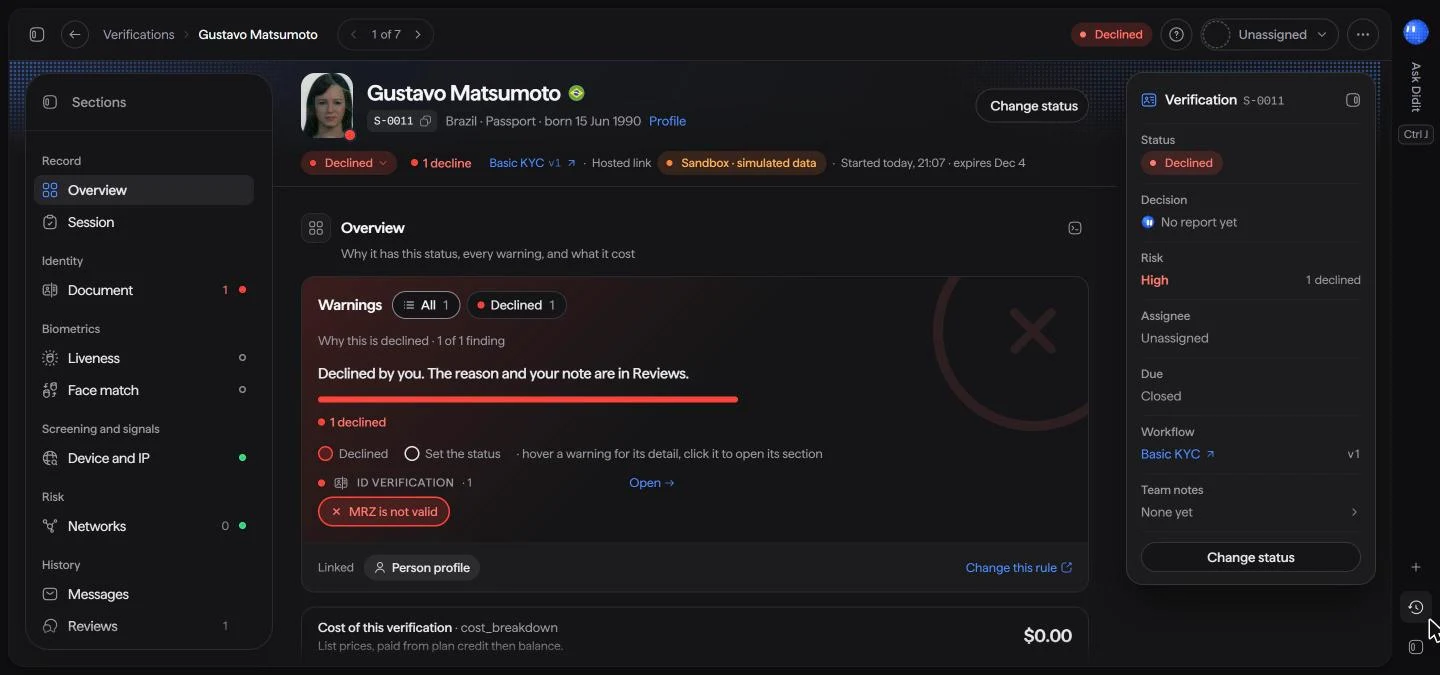 Verifications > Gustavo Matsumoto
1 of 7
Declined
Unassigned
Sections
Record
Overview
Session
Identity
Document 1
Biometrics
Liveness
Face match
Screening and signals
Device and IP
Risk
Networks 0
History
Messages
Reviews 1
Gustavo Matsumoto
S-0011 Brazil · Passport · born 15 Jun 1990 Profile
Change status
Declined 1 decline Basic KYC v1 ↗ · Hosted link Sandbox · simulated data · Started today, 21:07 · expires Dec 4
Overview
Why it has this status, every warning, and what it cost
Warnings All 1 Declined 1
Why this is declined · 1 of 1 finding
Declined by you. The reason and your note are in Reviews.
1 declined
Declined Set the status · hover a warning for its detail, click it to open its section
ID VERIFICATION · 1 Open →
× MRZ is not valid
Linked Person profile Change this rule
Cost of this verification · cost_breakdown
List prices, paid from plan credit then balance.
$0.00
Verification S-0011
Status
Declined
Decision
No report yet
Risk
High 1 declined
Assignee
Unassigned
Due
Closed
Workflow
Basic KYC ↗ v1
Team notes
None yet
Change status
Ask Didit
Ctrl J